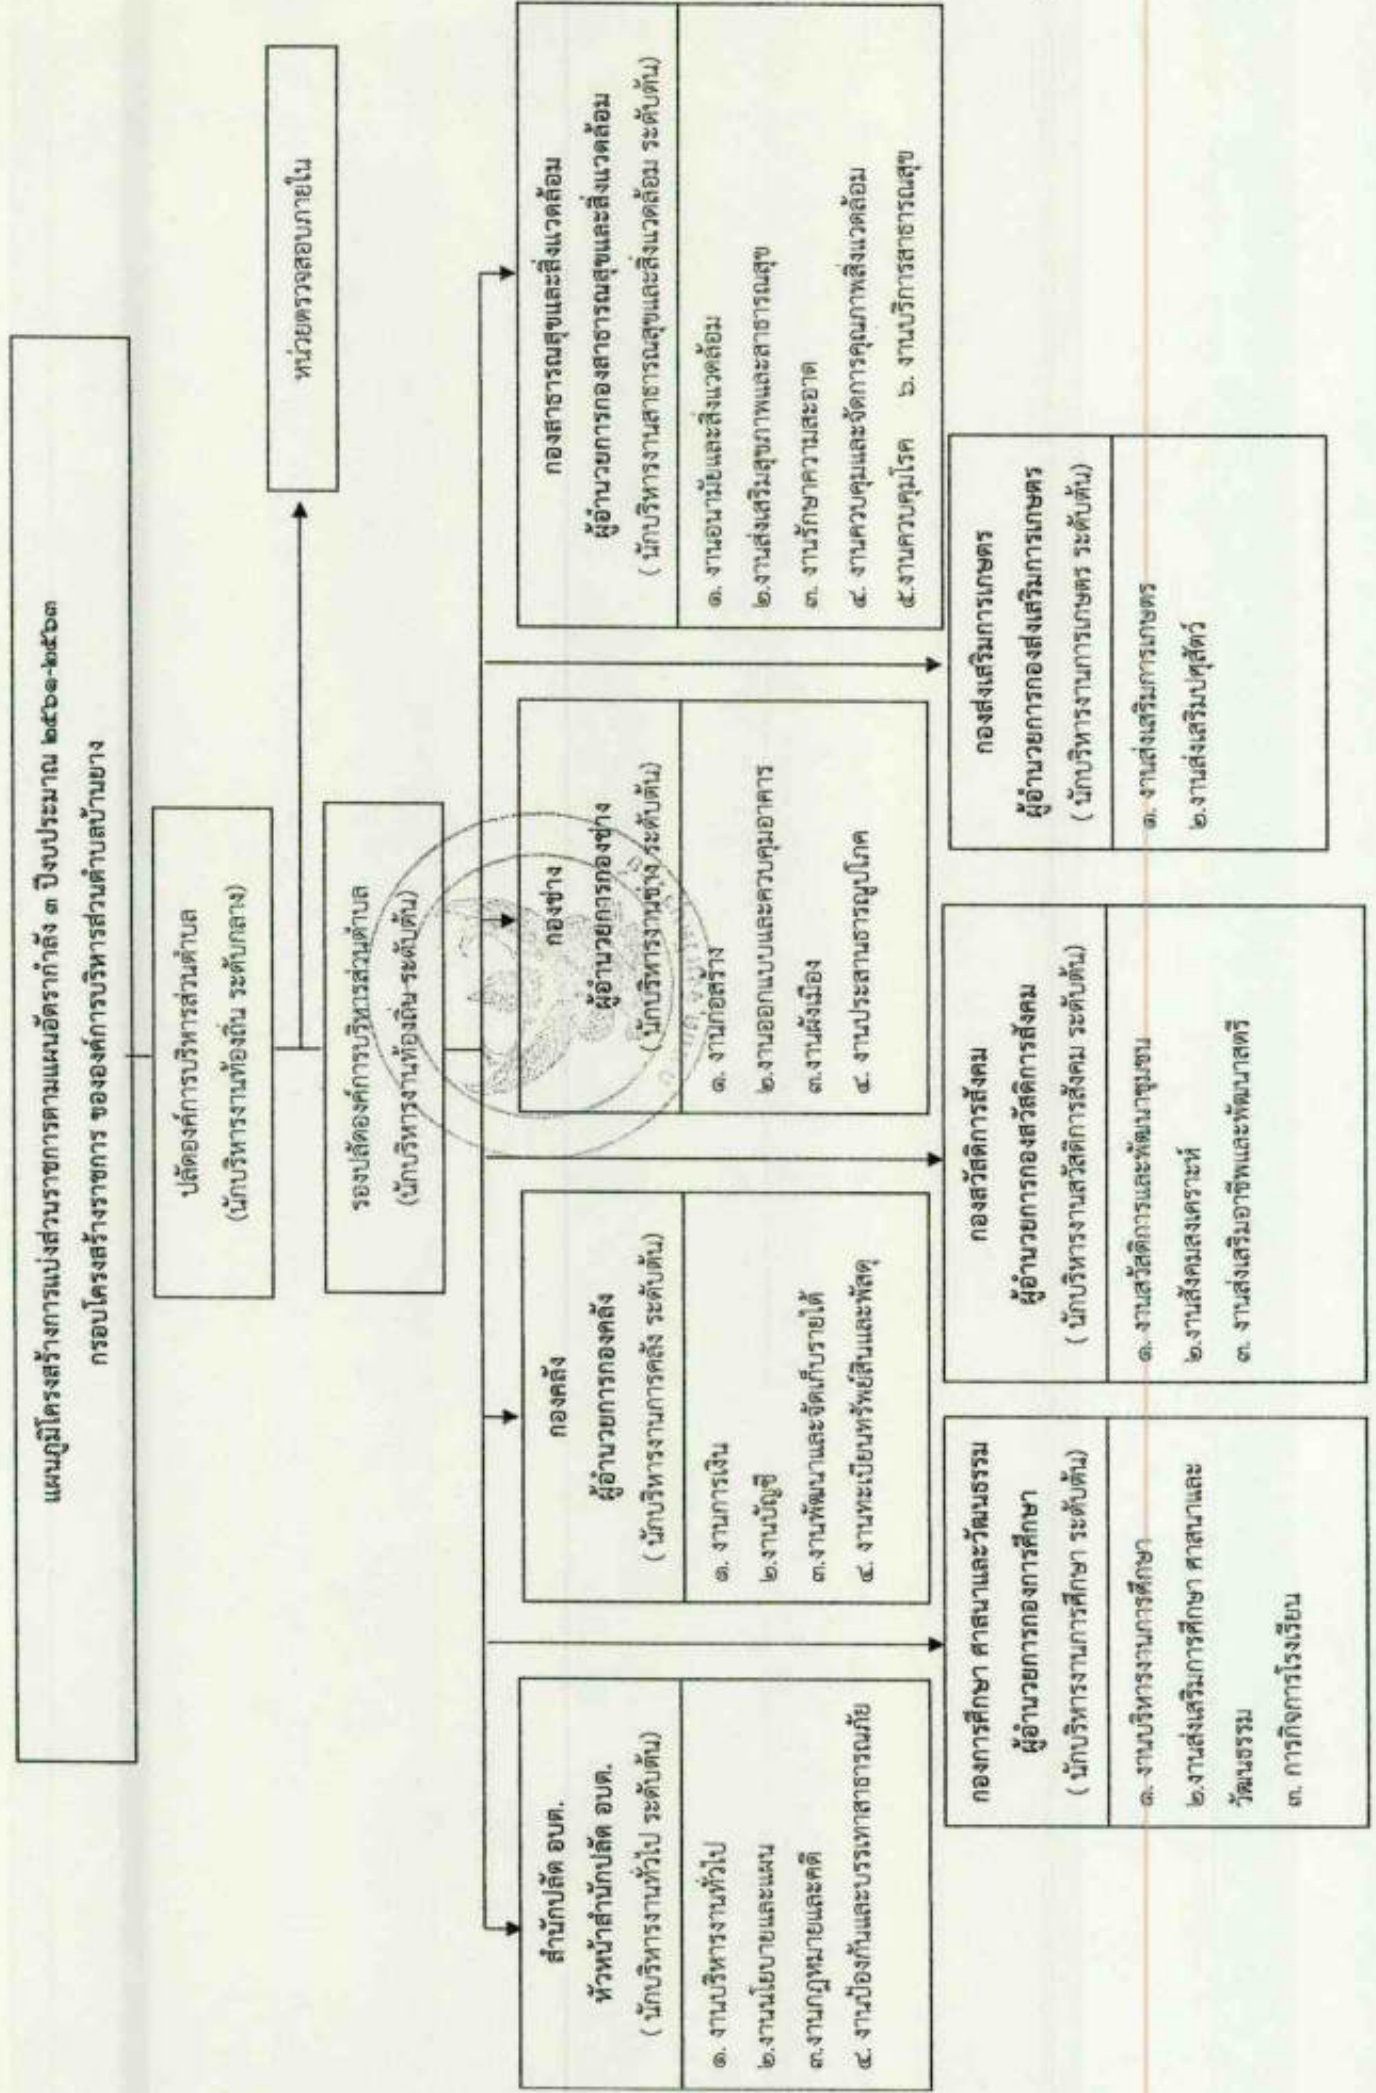 แผนภูมิโครงสร้างการแบ่งส่วนราชการตามแผนอัตรากำลัง ๓ ปีงบประมาณ ๒๕๖๑-๒๕๖๓
กรอบโครงสร้างราชการ ขององค์การบริหารส่วนตำบลบ้านยาง
ปลัดองค์การบริหารส่วนตำบล
(นักบริหารงานท้องถิ่น ระดับกลาง)
หน่วยตรวจสอบภายใน
รองปลัดองค์การบริหารส่วนตำบล
(นักบริหารงานท้องถิ่น ระดับต้น)
สำนักปลัด อบต.
หัวหน้าสำนักปลัด อบต.
( นักบริหารงานทั่วไป ระดับต้น)
๑. งานบริหารงานทั่วไป
๒.งานนโยบายและแผน
๓.งานกฎหมายและคดี
๔. งานป้องกันและบรรเทาสาธารณภัย
กองคลัง
ผู้อำนวยการกองคลัง
( นักบริหารงานการคลัง ระดับต้น)
๑. งานการเงิน
๒.งานบัญชี
๓.งานพัฒนาและจัดเก็บรายได้
๔. งานทะเบียนทรัพย์สินและพัสดุ
กองช่าง
ผู้อำนวยการกองช่าง
( นักบริหารงานช่าง ระดับต้น)
๑. งานก่อสร้าง
๒.งานออกแบบและควบคุมอาคาร
๓.งานผังเมือง
๔. งานประสานธารณูปโภค
กองสาธารณสุขและสิ่งแวดล้อม
ผู้อำนวยการกองสาธารณสุขและสิ่งแวดล้อม
( นักบริหารงานสาธารณสุขและสิ่งแวดล้อม ระดับต้น)
๑. งานอนามัยและสิ่งแวดล้อม
๒.งานส่งเสริมสุขภาพและสาธารณสุข
๓. งานรักษาความสะอาด
๔. งานควบคุมและจัดการคุณภาพสิ่งแวดล้อม
๕.งานควบคุมโรค ๖. งานบริการสาธารณสุข
กองการศึกษา ศาสนาและวัฒนธรรม
ผู้อำนวยการกองการศึกษา
( นักบริหารงานการศึกษา ระดับต้น)
๑. งานบริหารงานการศึกษา
๒.งานส่งเสริมการศึกษา ศาสนาและ
วัฒนธรรม
๓. การกิจการโรงเรียน
กองสวัสดิการสังคม
ผู้อำนวยการกองสวัสดิการสังคม
( นักบริหารงานสวัสดิการสังคม ระดับต้น)
๑. งานสวัสดิการและพัฒนาชุมชน
๒.งานสังคมสงเคราะห์
๓. งานส่งเสริมอาชีพและพัฒนาสตรี
กองส่งเสริมการเกษตร
ผู้อำนวยการกองส่งเสริมการเกษตร
( นักบริหารงานการเกษตร ระดับต้น)
๑. งานส่งเสริมการเกษตร
๒.งานส่งเสริมปศุสัตว์